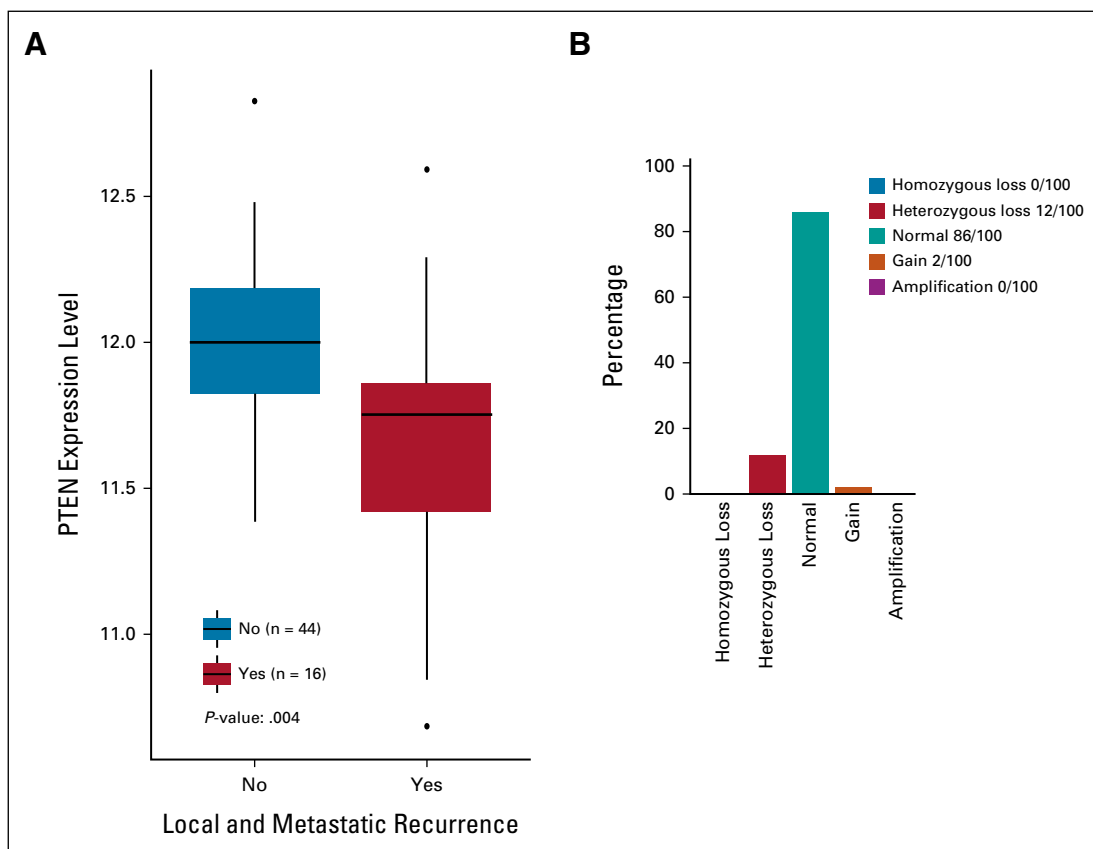 A
PTEN Expression Level
12.5
12.0
11.5
11.0
No (n = 44)
Yes (n = 16)
P-value: .004
No
Yes
Local and Metastatic Recurrence
B
Percentage
100
80
60
40
20
0
Homozygous loss 0/100
Heterozygous loss 12/100
Normal 86/100
Gain 2/100
Amplification 0/100
Homozygous Loss
Heterozygous Loss
Normal
Gain
Amplification